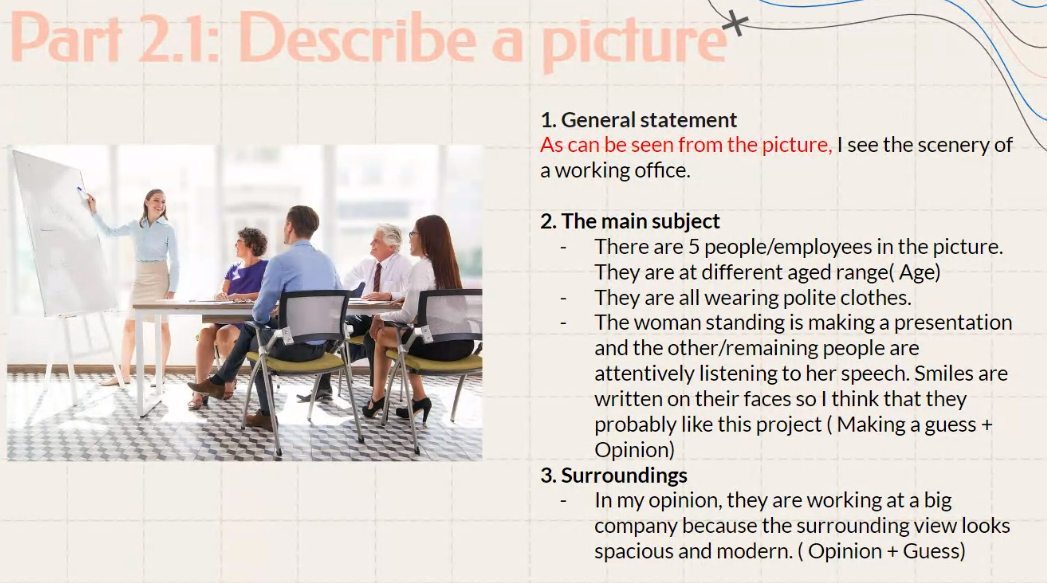 Part 2.1: Describe a picture
1. General statement
As can be seen from the picture, I see the scenery of
a working office.
2. The main subject
- There are 5 people/employees in the picture.
They are at different aged range( Age)
- They are all wearing polite clothes.
- The woman standing is making a presentation
and the other/remaining people are
attentively listening to her speech. Smiles are
written on their faces so I think that they
probably like this project ( Making a guess +
Opinion)
3. Surroundings
- In my opinion, they are working at a big
company because the surrounding view looks
spacious and modern. ( Opinion + Guess)